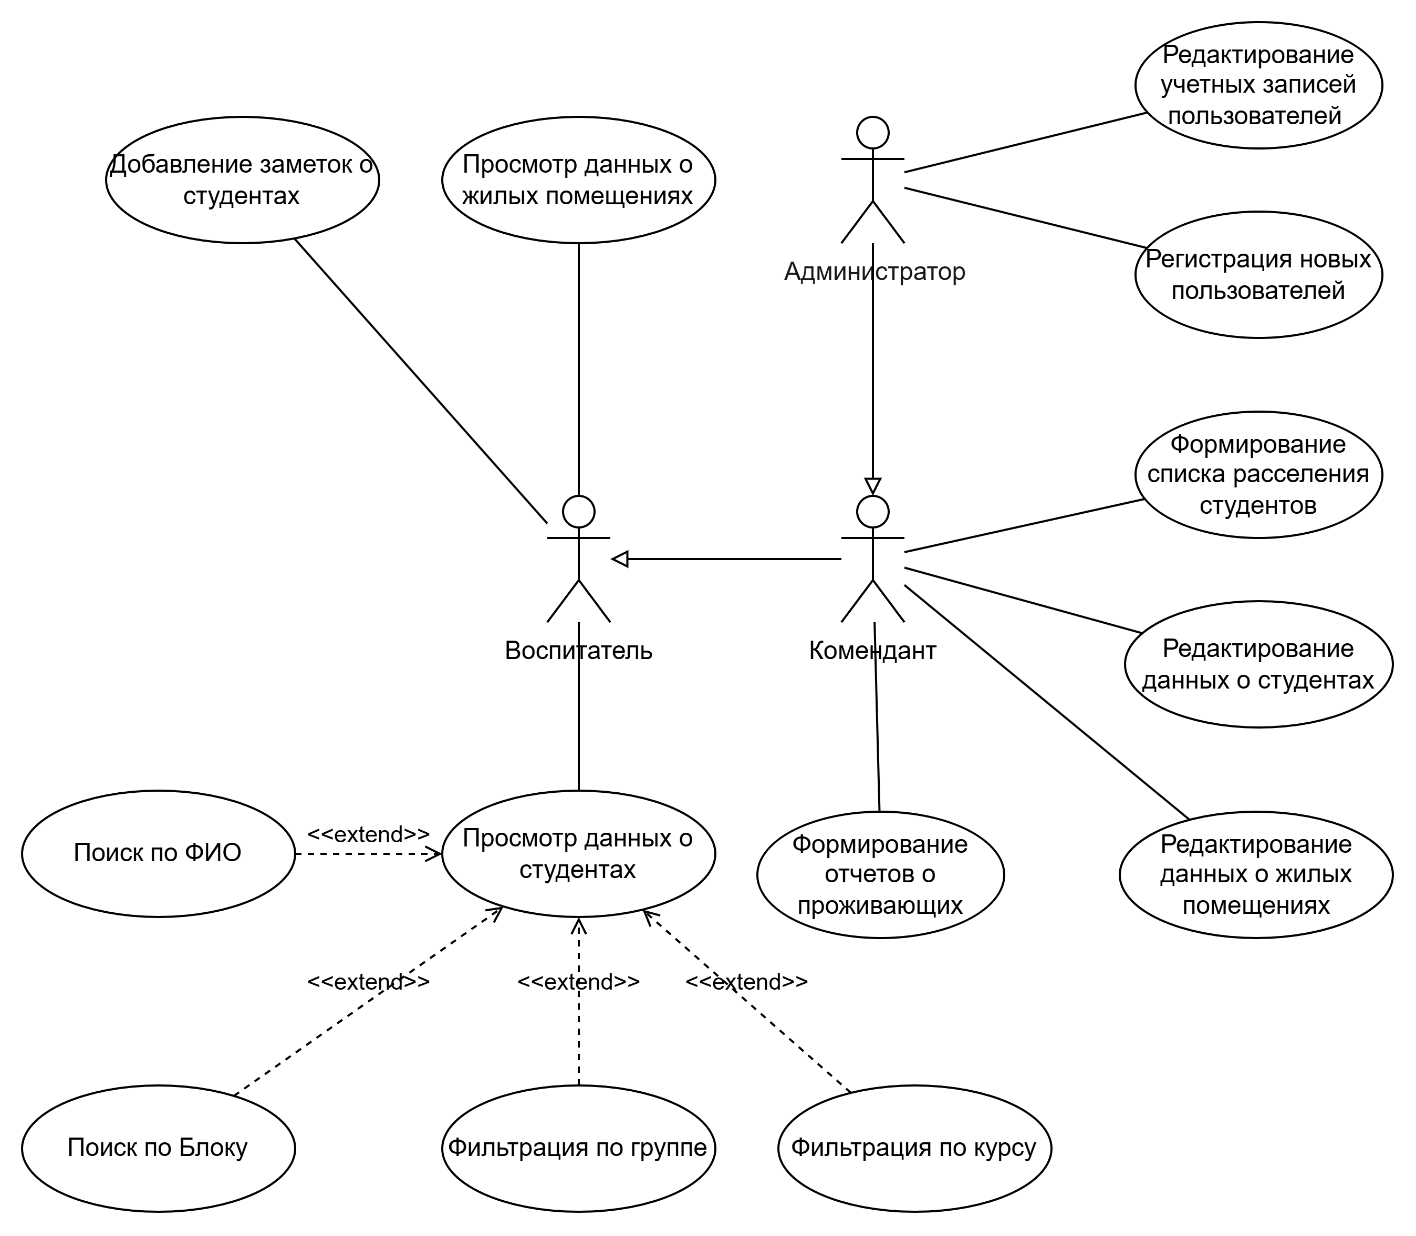 Редактирование
учетных записей
пользователей
Добавление заметок о
студентах
Просмотр данных о
жилых помещениях
Администратор
Регистрация новых
пользователей
Формирование
списка расселения
студентов
Воспитатель
Комендант
Редактирование
данных о студентах
Поиск по ФИО
<<extend>>
Просмотр данных о
студентах
Формирование
отчетов о
проживающих
Редактирование
данных о жилых
помещениях
<<extend>>
<<extend>>
<<extend>>
Поиск по Блоку
Фильтрация по группе
Фильтрация по курсу